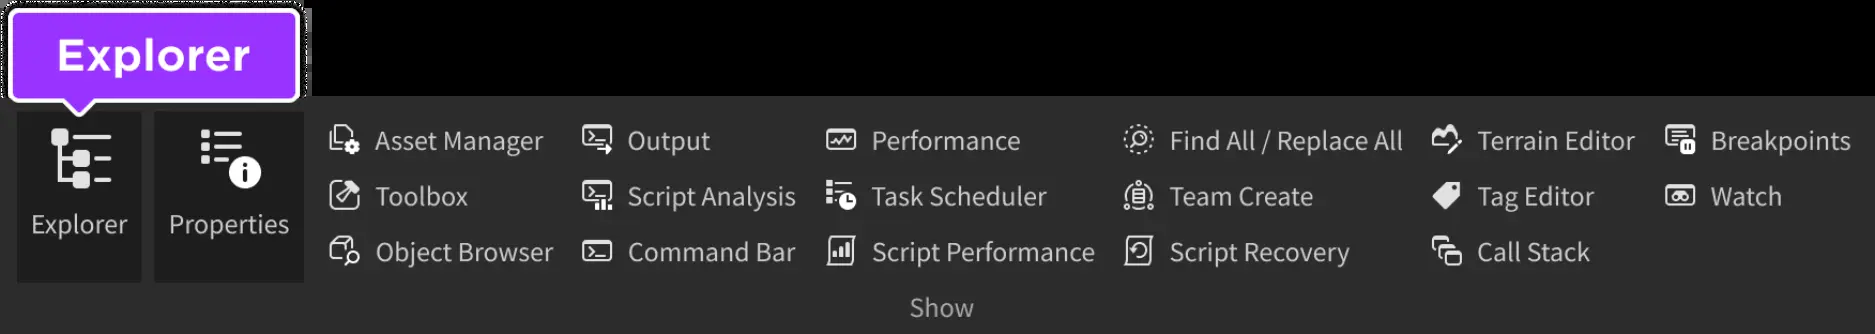 Explorer
Explorer
Properties
Asset Manager
Toolbox
Object Browser
Output
Script Analysis
Command Bar
Performance
Task Scheduler
Script Performance
Find All / Replace All
Team Create
Script Recovery
Terrain Editor
Tag Editor
Call Stack
Breakpoints
Watch
Show